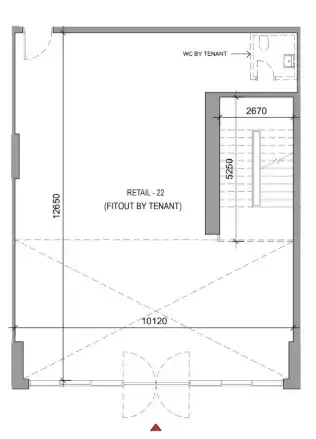 WC BY TENANT
2670
5250
12650
RETAIL - 22
(FITOUT BY TENANT)
10120